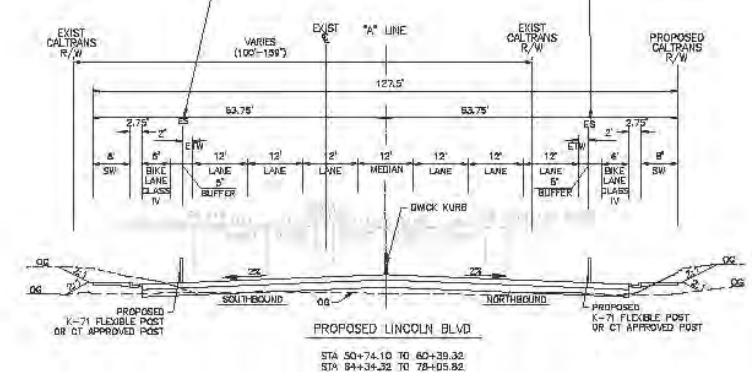 EXIST
CALTRANS
R/W
VARIES
(100'-159')
EXIST
"A" LINE
EXIST
CALTRANS
R/W
PROPOSED
CALTRANS
R/W
127.5'
63.75'
63.75'
2.75'
2'
ES
ETW
ES
ETW
2'
2.75'
8'
SW
6'
BIKE
LANE
CLASS
IV
5"
BUFFER
12'
LANE
12'
LANE
12'
LANE
12'
MEDIAN
12'
LANE
12'
LANE
12'
LANE
5"
BUFFER
6'
BIKE
LANE
CLASS
IV
8'
SW
QWICK KURB
OG
OG
2%
2%
OG
OG
SOUTHBOUND
OG
NORTHBOUND
PROPOSED
K-71 FLEXIBLE POST
OR CT APPROVED POST
PROPOSED
K-71 FLEXIBLE POST
OR CT APPROVED POST
PROPOSED LINCOLN BLVD
STA 50+74.10 TO 60+39.32
STA 64+34.32 TO 78+05.82